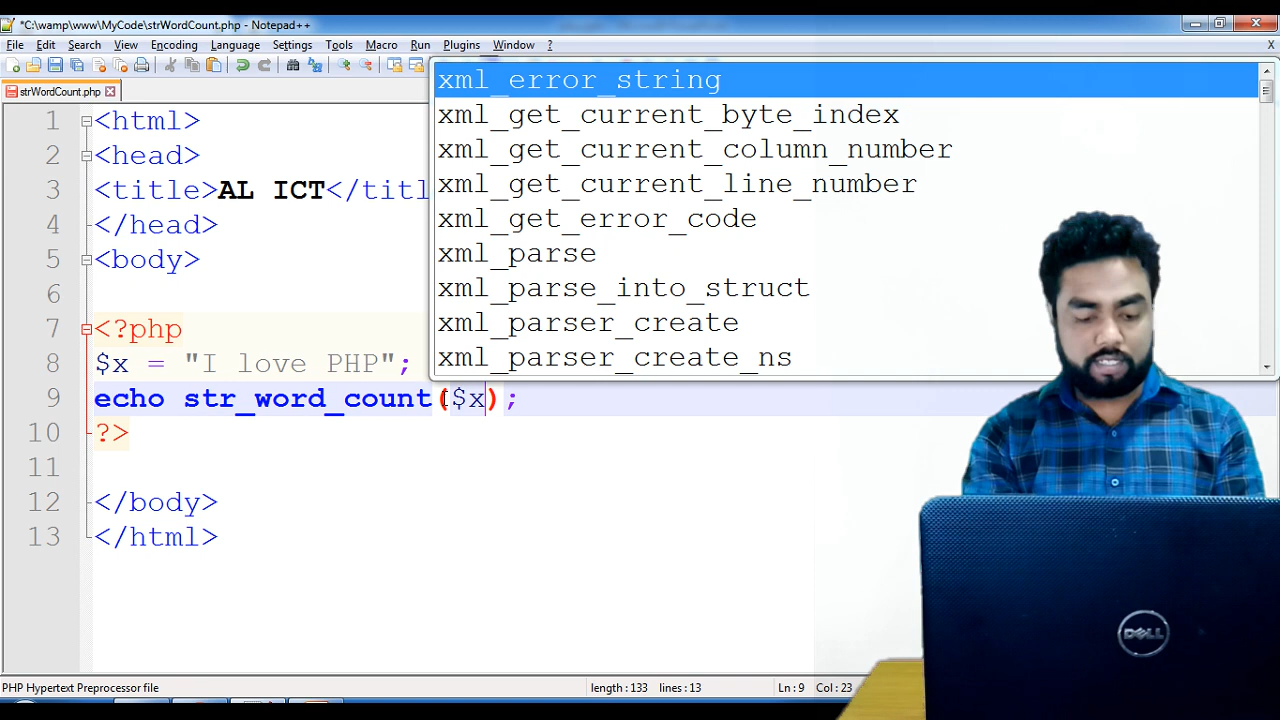 *C:\wamp\www\MyCode\strWordCount.php - Notepad++
File Edit Search View Encoding Language Settings Tools Macro Run Plugins Window ? X
strWordCount.php
1 <html>
2 <head>
3 <title>AL ICT</titl
4 </head>
5 <body>
6
7 <?php
8 $x = "I love PHP";
9 echo str_word_count($x);
10 ?>
11
12 </body>
13 </html>
xml_error_string
xml_get_current_byte_index
xml_get_current_column_number
xml_get_current_line_number
xml_get_error_code
xml_parse
xml_parse_into_struct
xml_parser_create
xml_parser_create_ns
DELL
PHP Hypertext Preprocessor file length : 133 lines : 13 Ln : 9 Col : 23